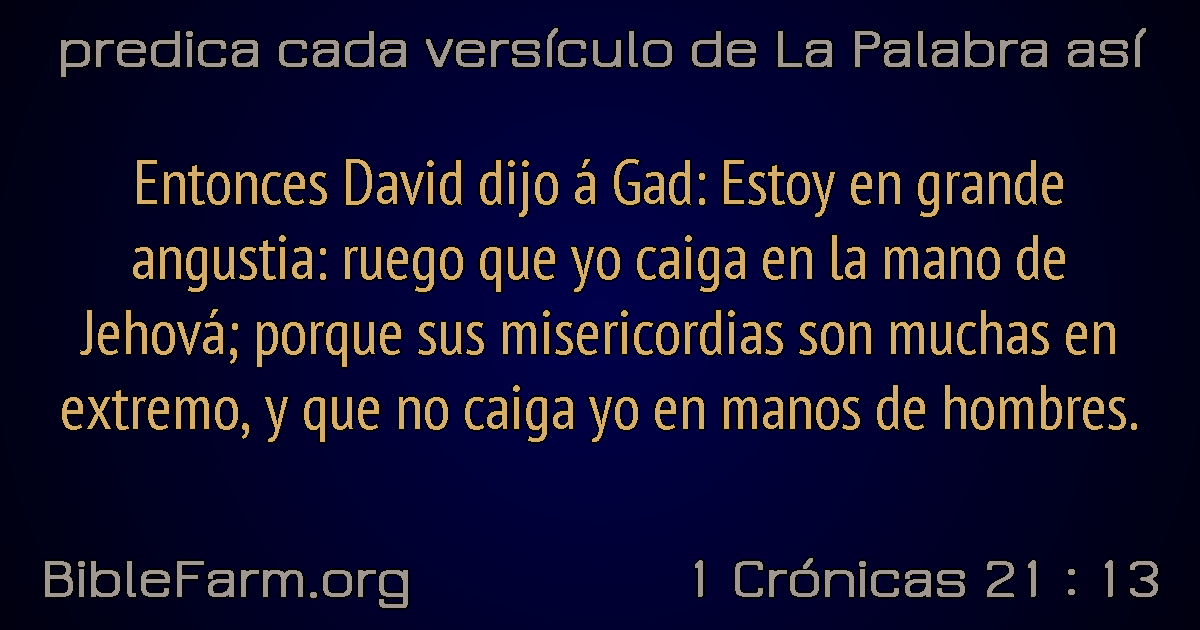 predica cada versículo de La Palabra así
Entonces David dijo á Gad: Estoy en grande
angustia: ruego que yo caiga en la mano de
Jehová; porque sus misericordias son muchas en
extremo, y que no caiga yo en manos de hombres.
BibleFarm.org
1 Crónicas 21 : 13